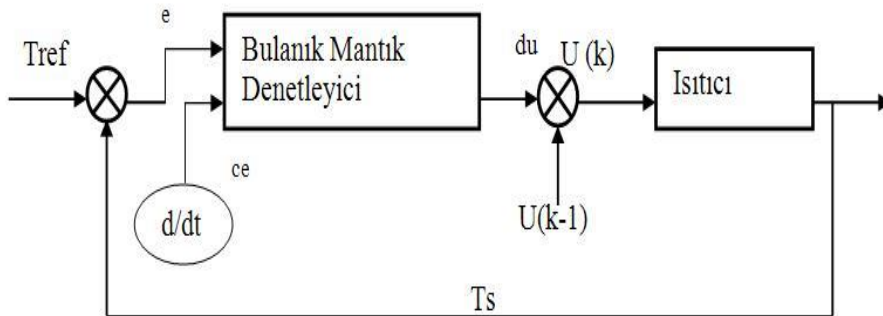 e
Tref
Bulanık Mantık
Denetleyici
du
U (k)
Isıtıcı
ce
d/dt
U(k-1)
Ts